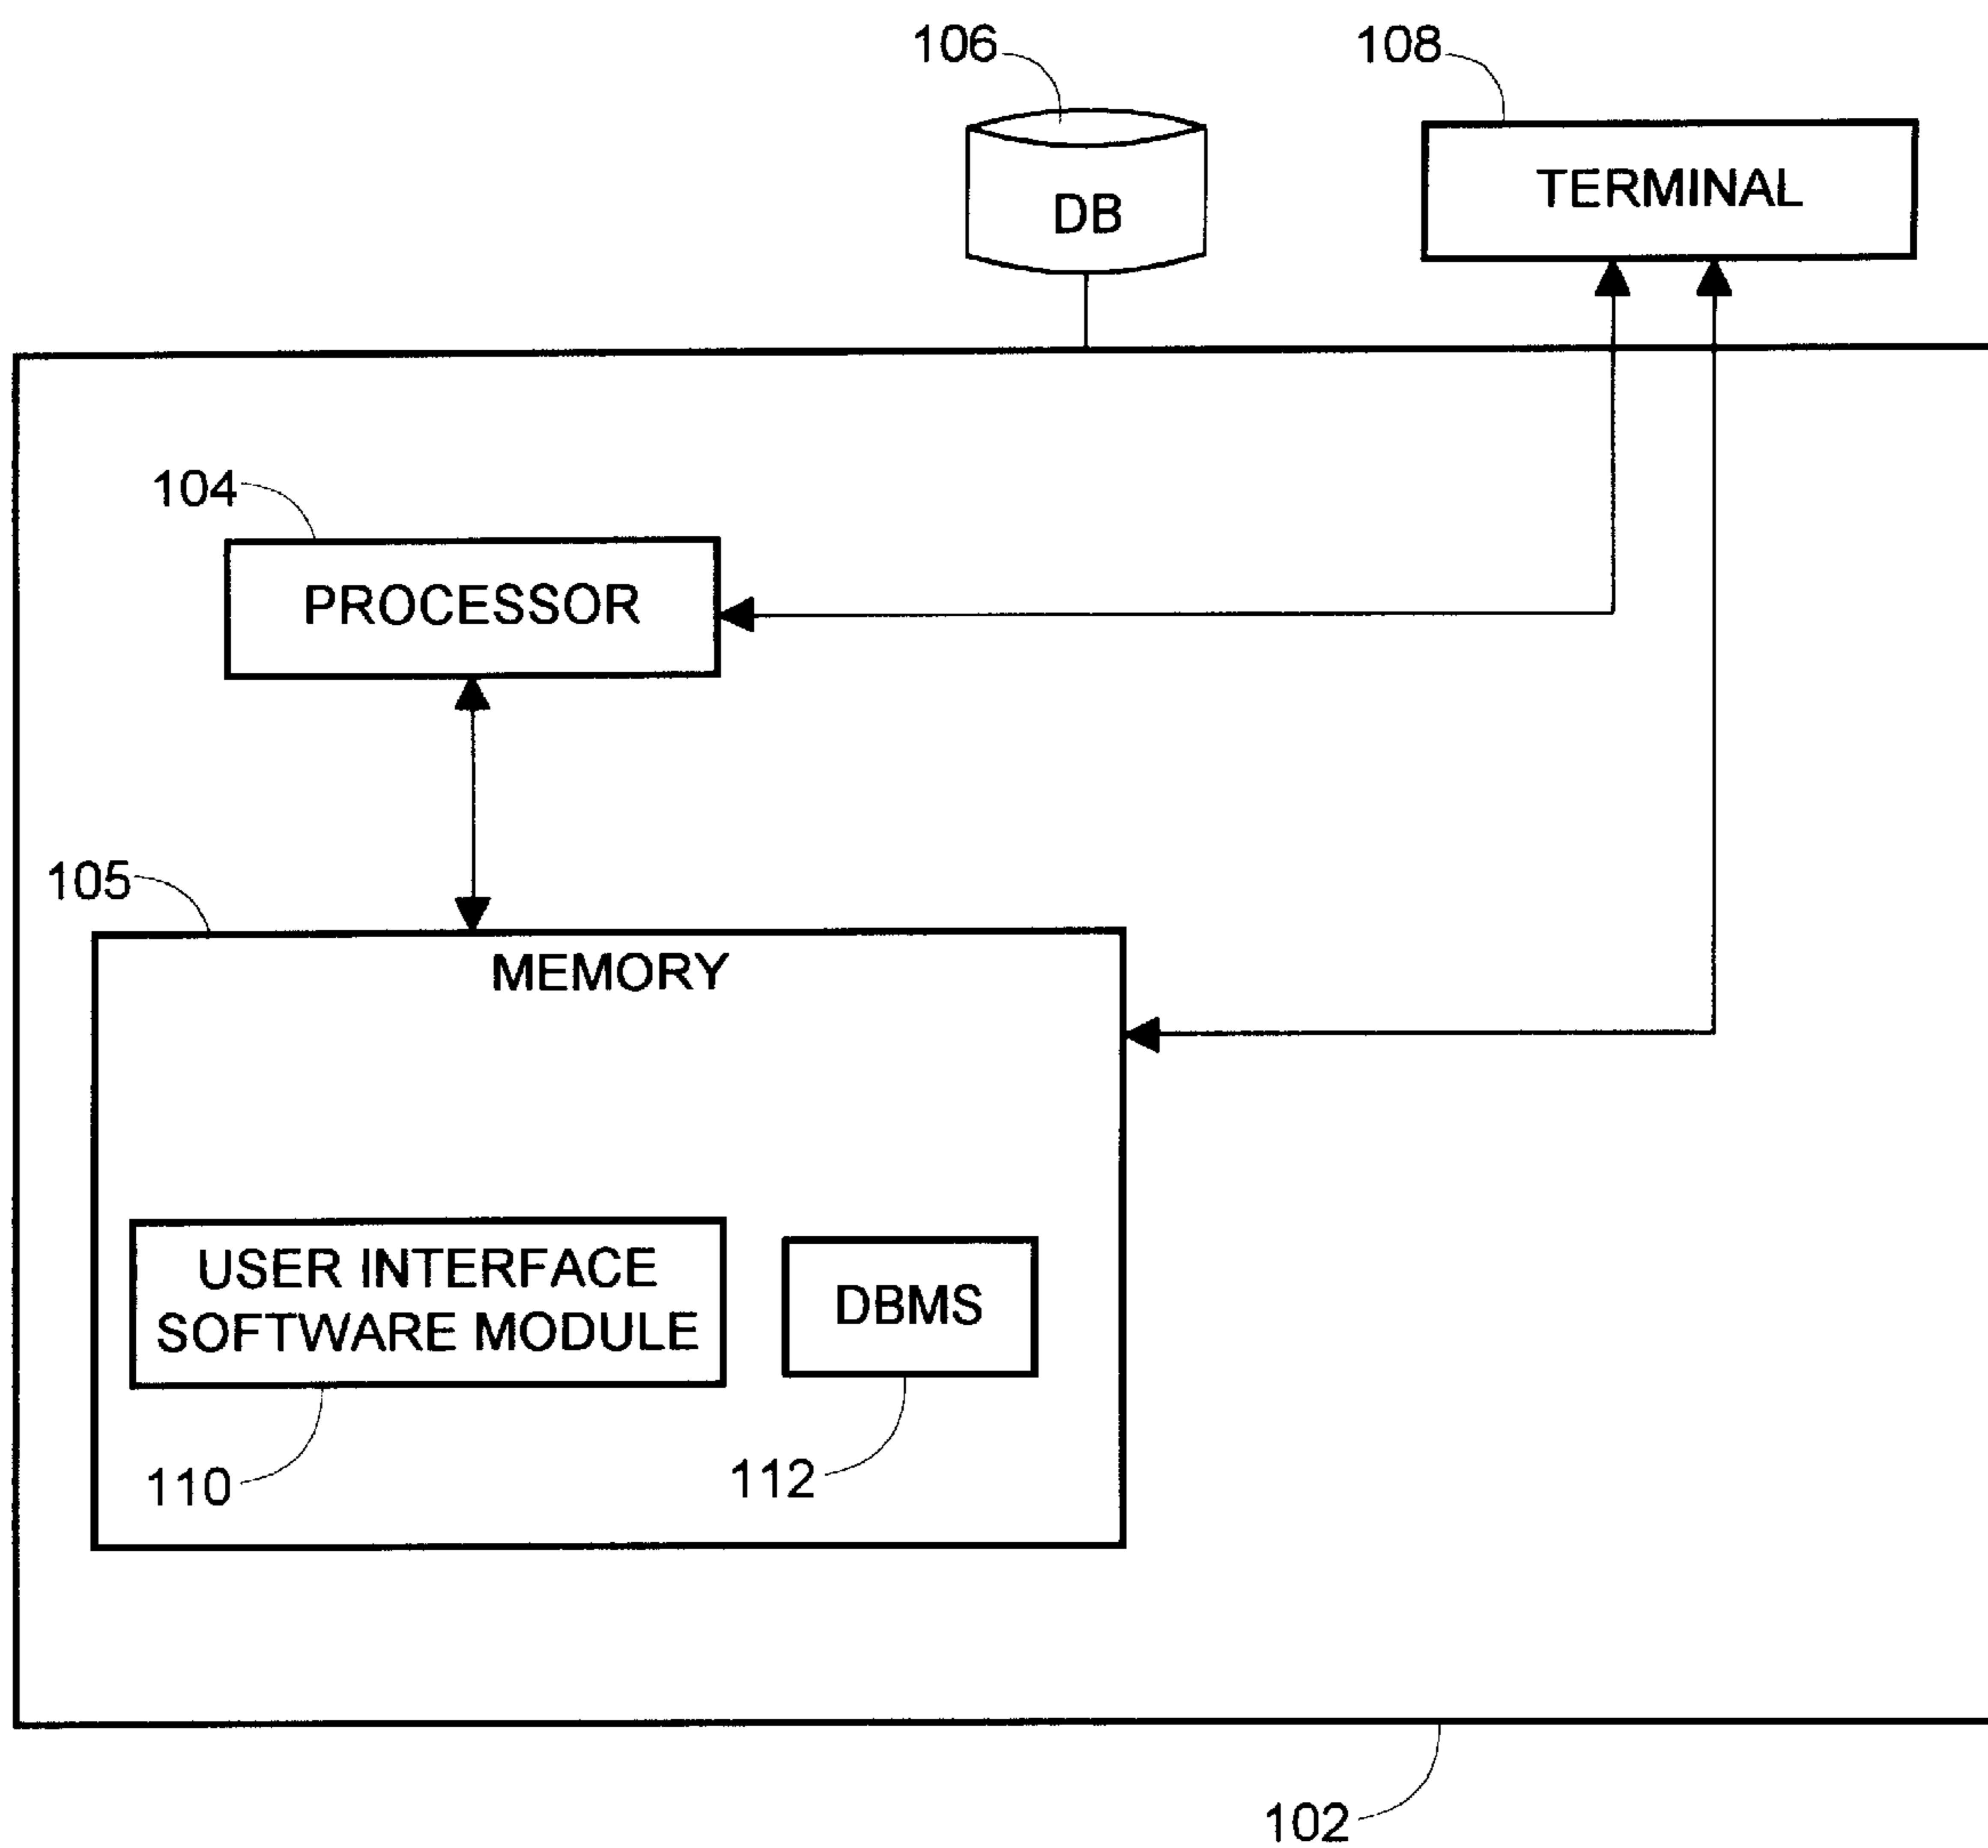 106
108
DB
TERMINAL
104
PROCESSOR
105
MEMORY
USER INTERFACE
SOFTWARE MODULE
DBMS
110
112
102